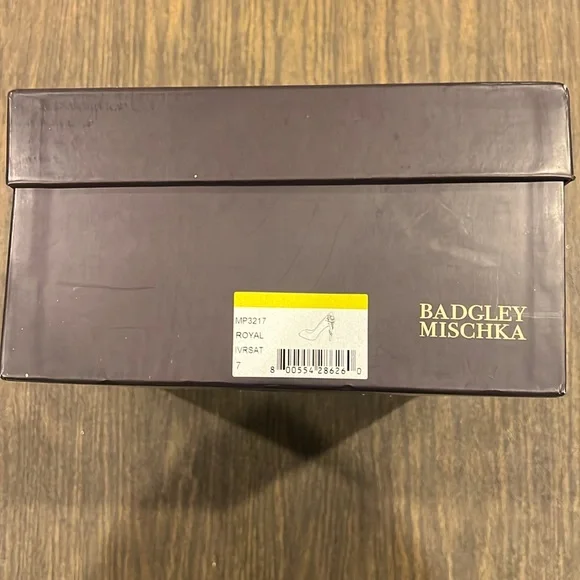 MP3217
ROYAL
IVRSAT
7
8 00554 28626 0
BADGLEY
MISCHKA